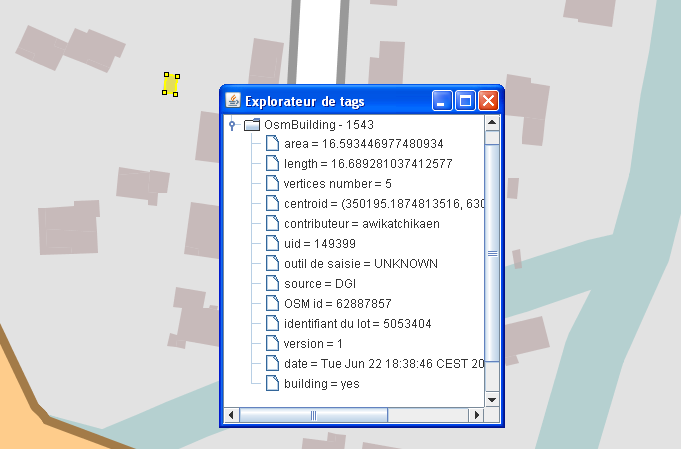 Explorateur de tags
OsmBuilding - 1543
area = 16.593446977480934
length = 16.689281037412577
vertices number = 5
centroid = (350195.1874813516, 630
contributeur = awikatchikaen
uid = 149399
outil de saisie = UNKNOWN
source = DGI
OSM id = 62887857
identifiant du lot = 5053404
version = 1
date = Tue Jun 22 18:38:46 CEST 20
building = yes